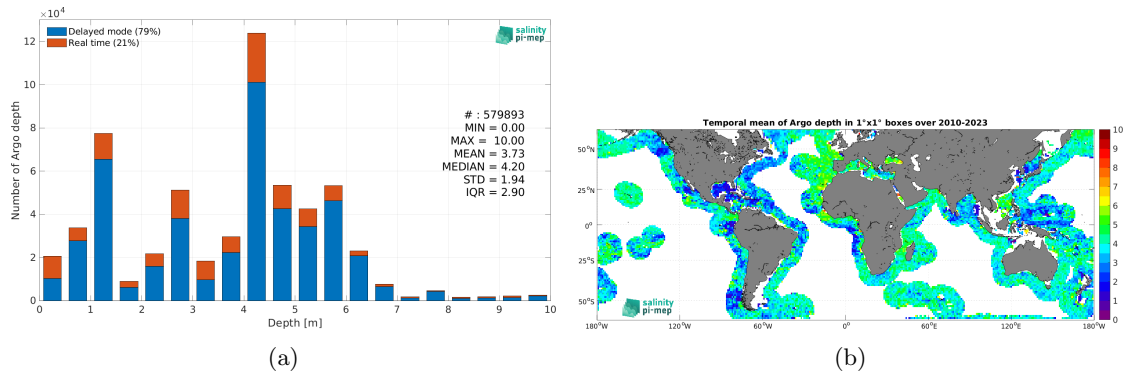 ×10⁴
Delayed mode (79%)
Real time (21%)
salinity
pi-mep
# : 579893
MIN = 0.00
MAX = 10.00
MEAN = 3.73
MEDIAN = 4.20
STD = 1.94
IQR = 2.90
Number of Argo depth
12
10
8
6
4
2
0
0 1 2 3 4 5 6 7 8 9 10
Depth [m]
(a)
Temporal mean of Argo depth in 1°x1° boxes over 2010-2023
50°N
25°N
0°
25°S
50°S
180°W 120°W 60°W 0° 60°E 120°E 180°E
salinity
pi-mep
10
9
8
7
6
5
4
3
2
1
0
(b)